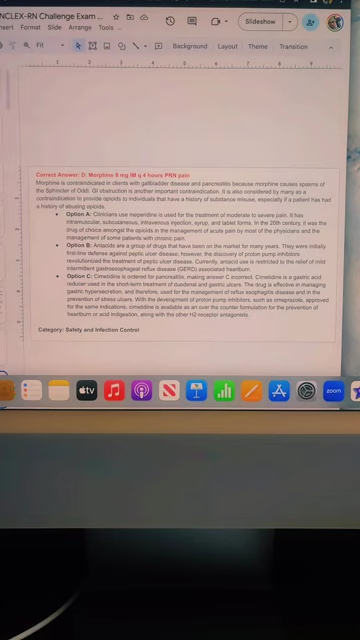 NCLEX-RN Challenge Exam ...
Slideshow
Format Slide Arrange Tools ...
Fit
Background Layout Theme Transition
1 2 3 4 5 6 7 8 9
Correct Answer: D. Morphine 8 mg IM q 4 hours PRN pain
Morphine is contraindicated in clients with gallbladder disease and pancreatitis because morphine causes spasms of
the Sphincter of Oddi. GI obstruction is another important contraindication. It is also considered by many as a
contraindication to provide opioids to individuals that have a history of substance misuse, especially if a patient has had
a history of abusing opioids.
• Option A: Clinicians use meperidine is used for the treatment of moderate to severe pain. It has
intramuscular, subcutaneous, intravenous injection, syrup, and tablet forms. In the 20th century, it was the
drug of choice amongst the opioids in the management of acute pain by most of the physicians and the
management of some patients with chronic pain.
• Option B: Antacids are a group of drugs that have been on the market for many years. They were initially
first-line defense against peptic ulcer disease; however, the discovery of proton pump inhibitors
revolutionized the treatment of peptic ulcer disease. Currently, antacid use is restricted to the relief of mild
intermittent gastroesophageal reflux disease (GERD) associated heartburn.
• Option C: Cimetidine is ordered for pancreatitis, making answer C incorrect. Cimetidine is a gastric acid
reducer used in the short-term treatment of duodenal and gastric ulcers. The drug is effective in managing
gastric hypersecretion, and therefore, used for the management of reflux esophagitis disease and in the
prevention of stress ulcers. With the development of proton pump inhibitors, such as omeprazole, approved
for the same indications, cimetidine is available as an over the counter formulation for the prevention of
heartburn or acid indigestion, along with the other H2-receptor antagonists.
Category: Safety and Infection Control
tv
zoom